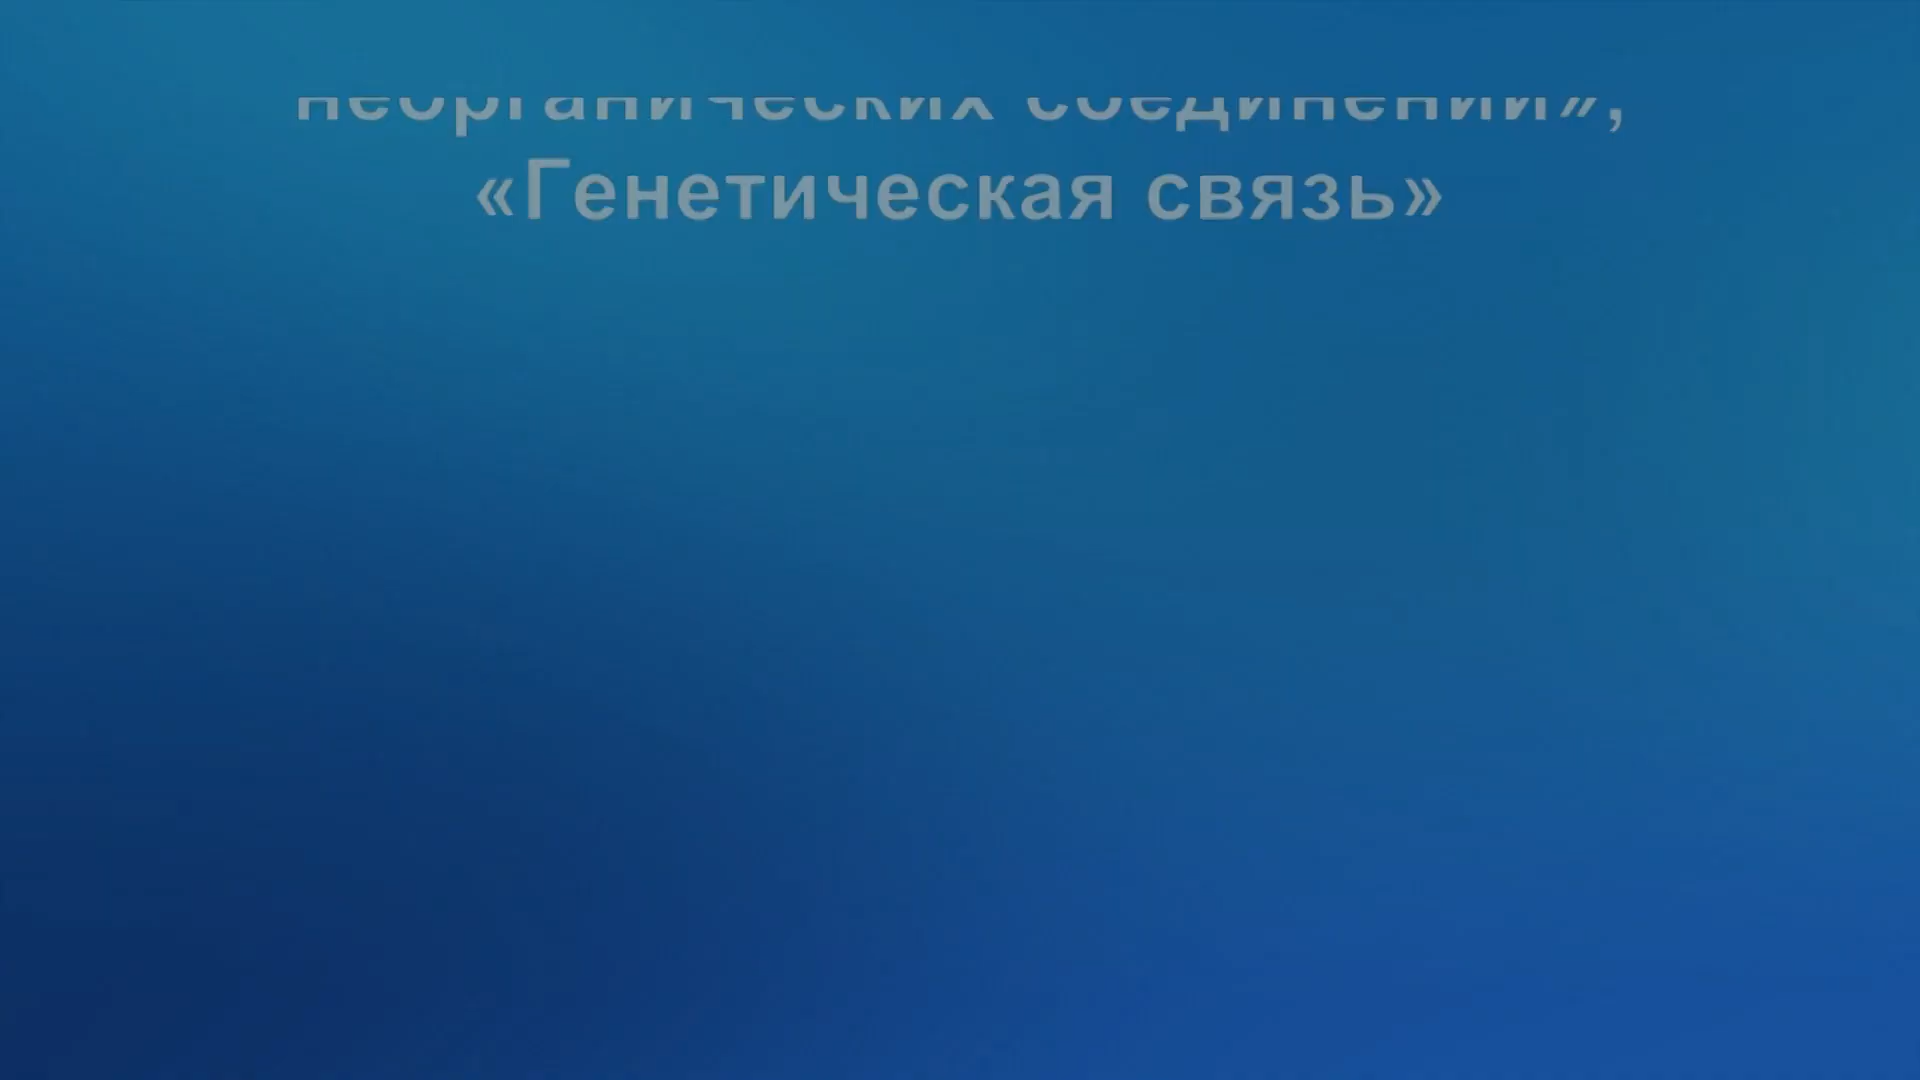 неорганических соединений»,
«Генетическая связь»